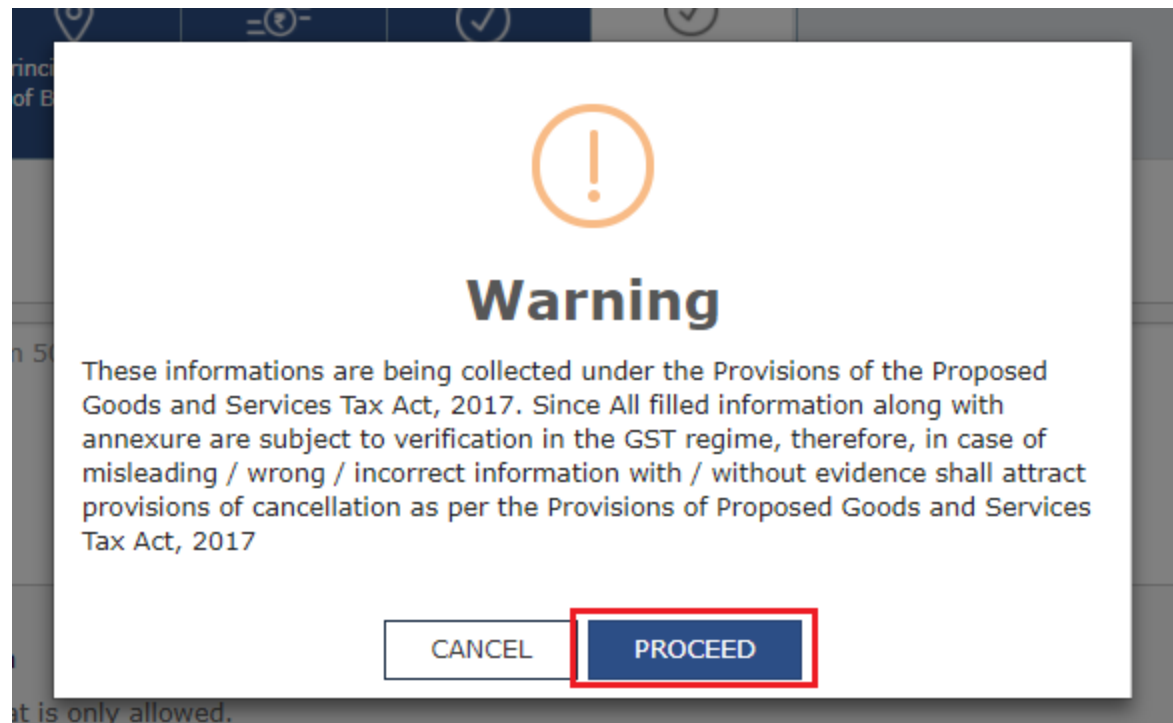 of B
Warning
These informations are being collected under the Provisions of the Proposed
Goods and Services Tax Act, 2017. Since All filled information along with
annexure are subject to verification in the GST regime, therefore, in case of
misleading / wrong / incorrect information with / without evidence shall attract
provisions of cancellation as per the Provisions of Proposed Goods and Services
Tax Act, 2017
CANCEL PROCEED
at is only allowed.